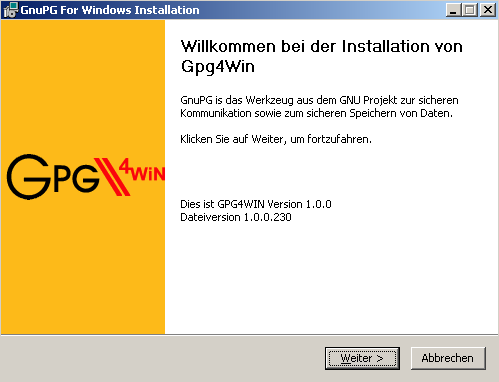 GnuPG For Windows Installation
Willkommen bei der Installation von
Gpg4Win
GnuPG is das Werkzeug aus dem GNU Projekt zur sicheren
Kommunikation sowie zum sicheren Speichern von Daten.
Klicken Sie auf Weiter, um fortzufahren.
GPG4WiN
Dies ist GPG4WIN Version 1.0.0
Dateiversion 1.0.0.230
Weiter >
Abbrechen